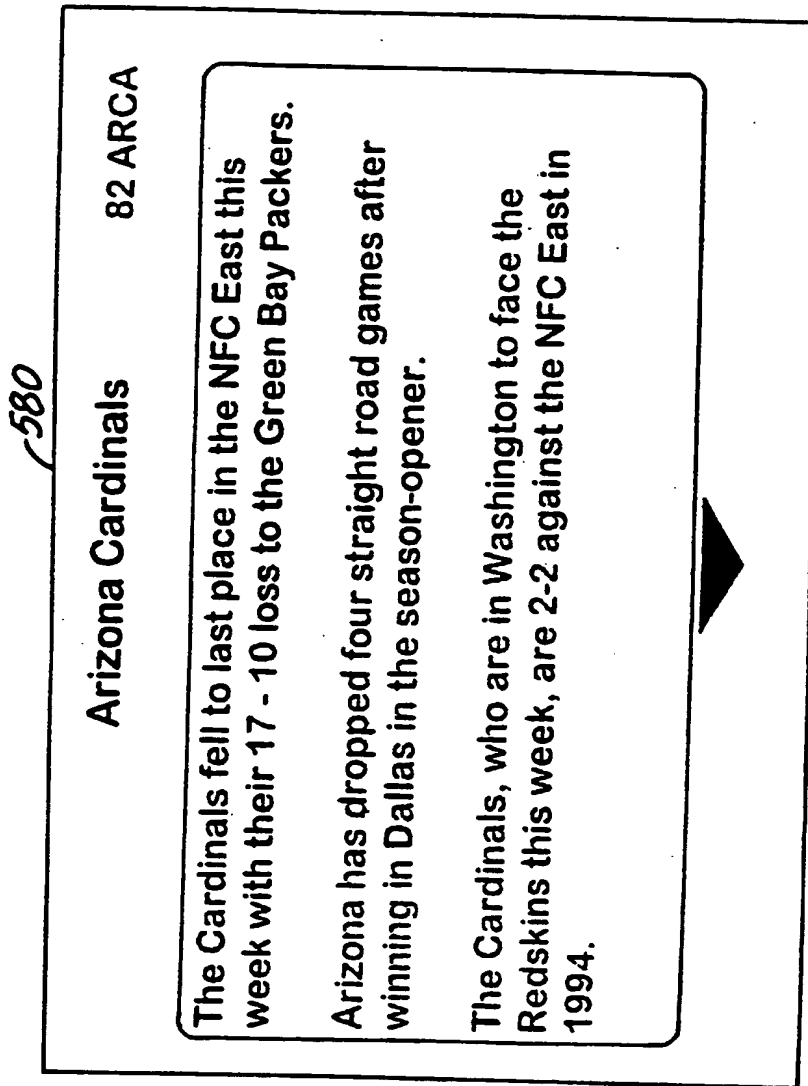 580
Arizona Cardinals 82 ARCA
The Cardinals fell to last place in the NFC East this
week with their 17 - 10 loss to the Green Bay Packers.
Arizona has dropped four straight road games after
winning in Dallas in the season-opener.
The Cardinals, who are in Washington to face the
Redskins this week, are 2-2 against the NFC East in
1994.